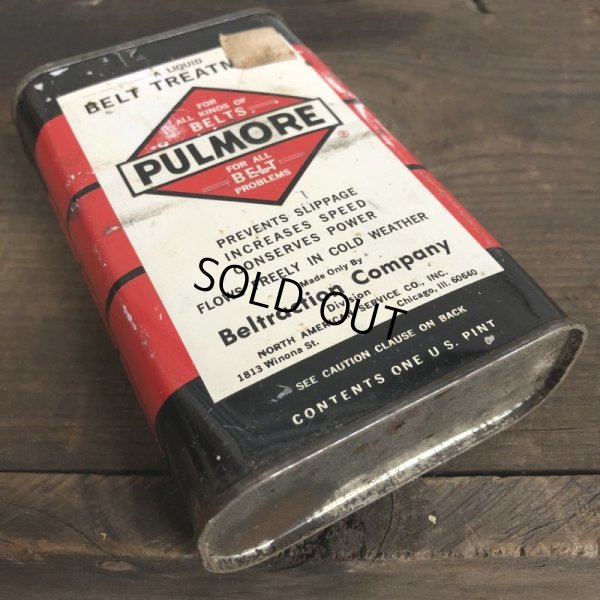 A LIQUID
BELT TREATM
FOR
ALL KINDS OF
BELTS
PULMORE ®
FOR ALL
BELT
PROBLEMS
PREVENTS SLIPPAGE
INCREASES SPEED
CONSERVES POWER
FLOWS FREELY IN COLD WEATHER
Made Only By
Beltraction Company
Division
NORTH AMERICAN SERVICE CO., INC.
1813 Winona St. Chicago, Ill. 60640
SEE CAUTION CLAUSE ON BACK
CONTENTS ONE U.S. PINT
SOLD OUT